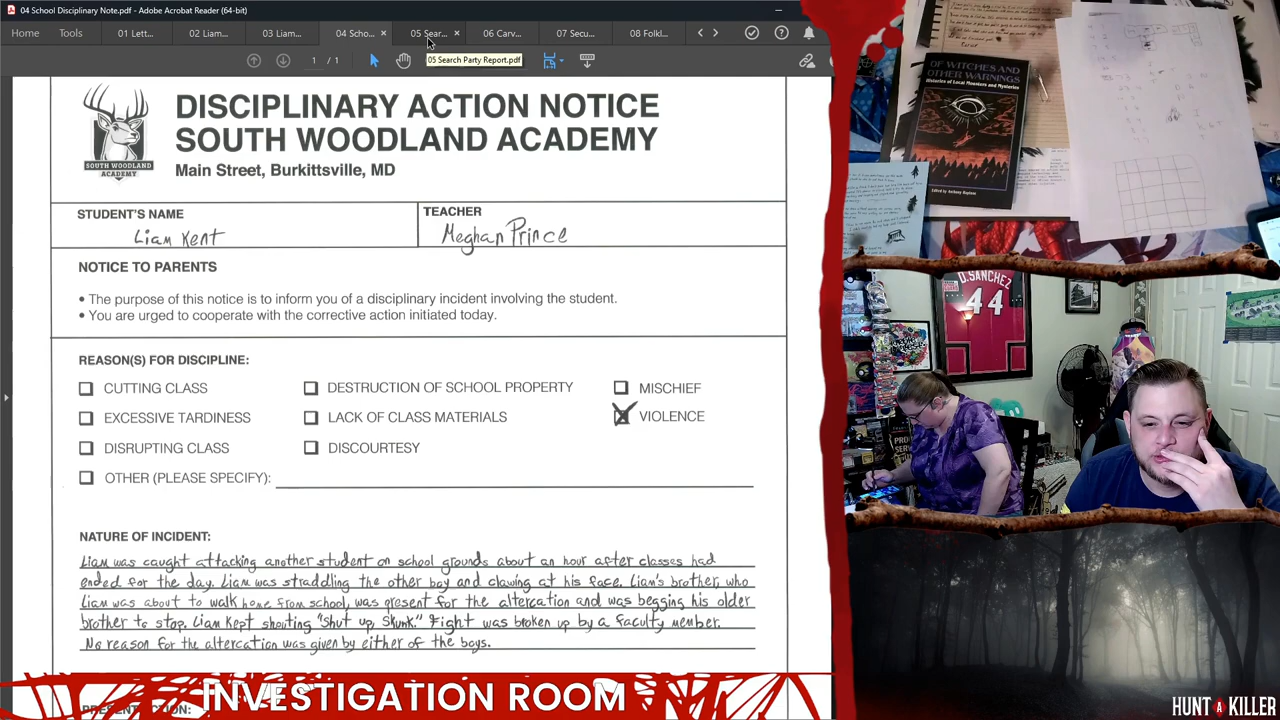 04 School Disciplinary Note.pdf - Adobe Acrobat Reader (64-bit)
Home Tools 01 Lett... 02 Liam... 03 Liam... 04 Scho... 05 Sear... 06 Carv... 07 Secu... 08 Folkl...
1 / 1
05 Search Party Report.pdf
SOUTH WOODLAND
ACADEMY
DISCIPLINARY ACTION NOTICE
SOUTH WOODLAND ACADEMY
Main Street, Burkittsville, MD
STUDENT'S NAME
Liam Kent
TEACHER
Meghan Prince
NOTICE TO PARENTS
• The purpose of this notice is to inform you of a disciplinary incident involving the student.
• You are urged to cooperate with the corrective action initiated today.
REASON(S) FOR DISCIPLINE:
CUTTING CLASS DESTRUCTION OF SCHOOL PROPERTY MISCHIEF
EXCESSIVE TARDINESS LACK OF CLASS MATERIALS VIOLENCE
DISRUPTING CLASS DISCOURTESY
OTHER (PLEASE SPECIFY):
NATURE OF INCIDENT:
Liam was caught attacking another student on school grounds about an hour after classes had
ended for the day. Liam was straddling the other boy and clawing at his face. Liam's brother, who
Liam was about to walk home from school, was present for the altercation and was begging his older
brother to stop. Liam kept shouting "shut up, Skunk." Fight was broken up by a faculty member.
No reason for the altercation was given by either of the boys.
INVESTIGATION ROOM
OF WITCHES AND
OTHER WARNINGS
Histories of Local Monsters and Mysteries
Edited by
D.SANCHEZ
44
HUNT A KILLER